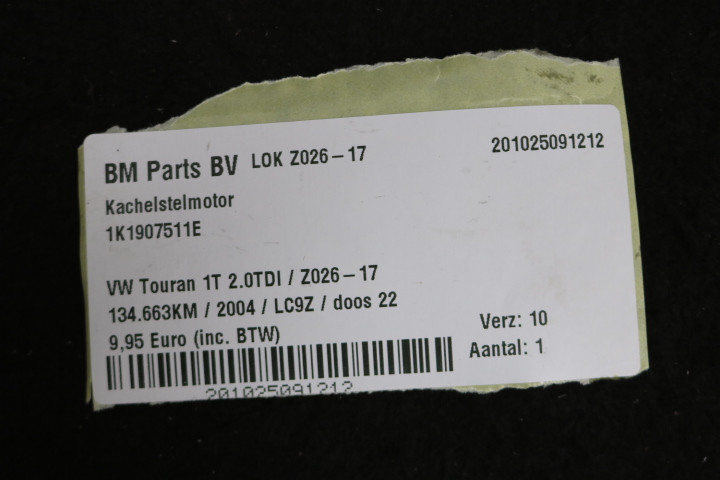 BM Parts BV LOK Z026-17 201025091212
Kachelstelmotor
1K1907511E
VW Touran 1T 2.0TDI / Z026-17
134.663KM / 2004 / LC9Z / doos 22
9,95 Euro (inc. BTW)
Verz: 10
Aantal: 1
201025091212